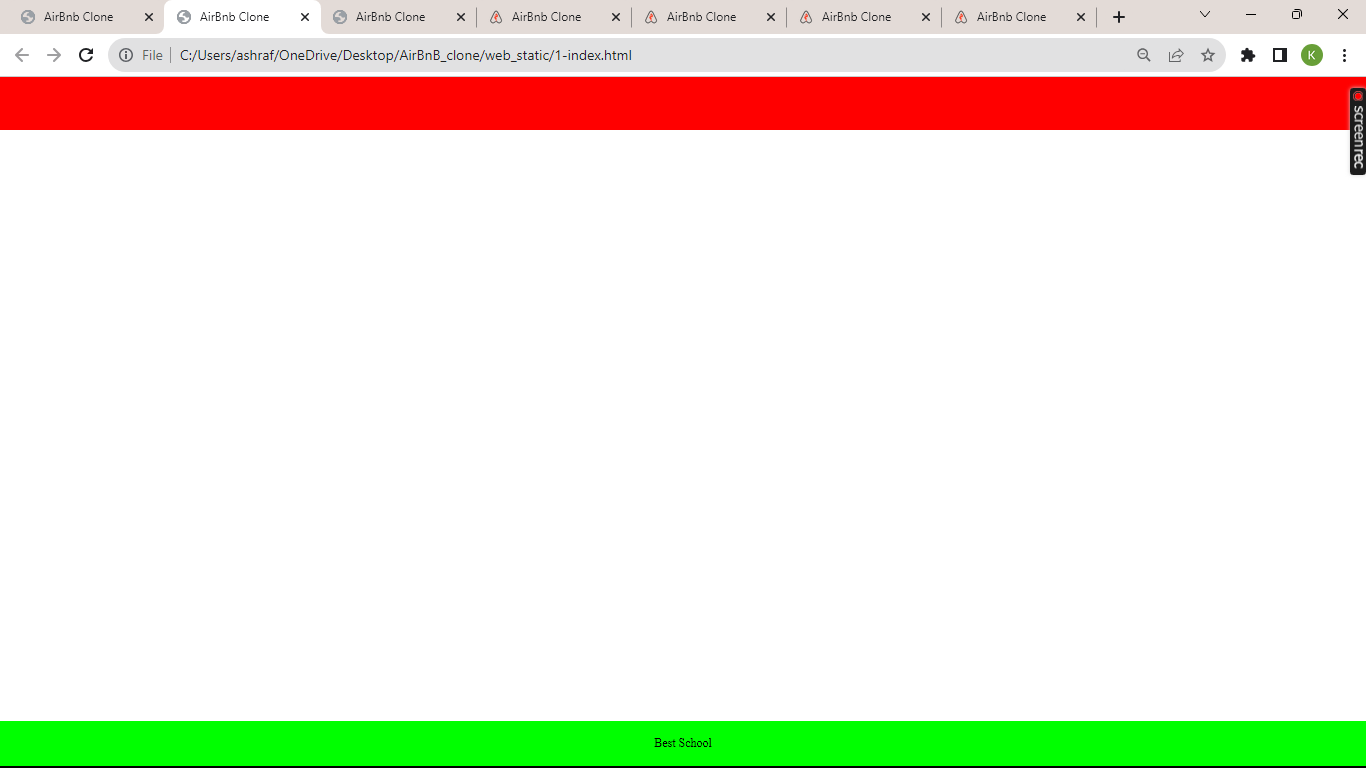 AirBnb Clone
AirBnb Clone
AirBnb Clone
AirBnb Clone
AirBnb Clone
AirBnb Clone
AirBnb Clone
File C:/Users/ashraf/OneDrive/Desktop/AirBnB_clone/web_static/1-index.html
K
screenrec
Best School